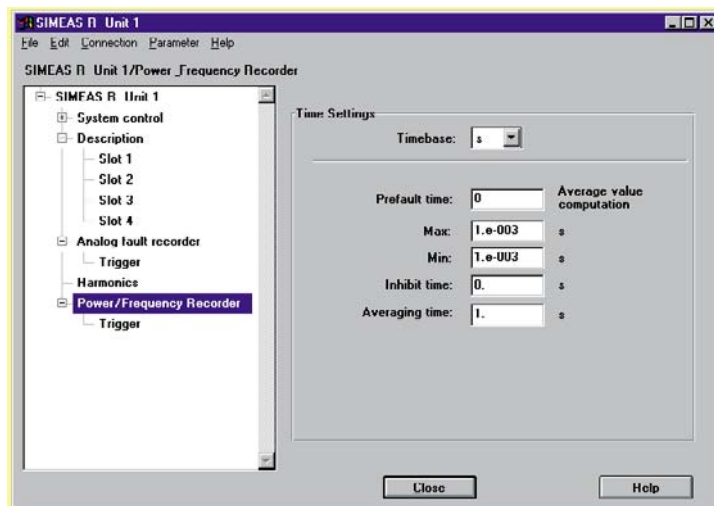 SIMEAS R Unit 1
File Edit Connection Parameter Help
SIMEAS R Unit 1/Power_Frequency Recorder
SIMEAS R Unit 1
System control
Description
Slot 1
Slot 2
Slot 3
Slot 4
Analog fault recorder
Trigger
Harmonics
Power/Frequency Recorder
Trigger
Time Settings
Timebase: s
Prefault time: 0 Average value computation
Max: 1.e-003 s
Min: 1.e-003 s
Inhibit time: 0. s
Averaging time: 1. s
Close Help